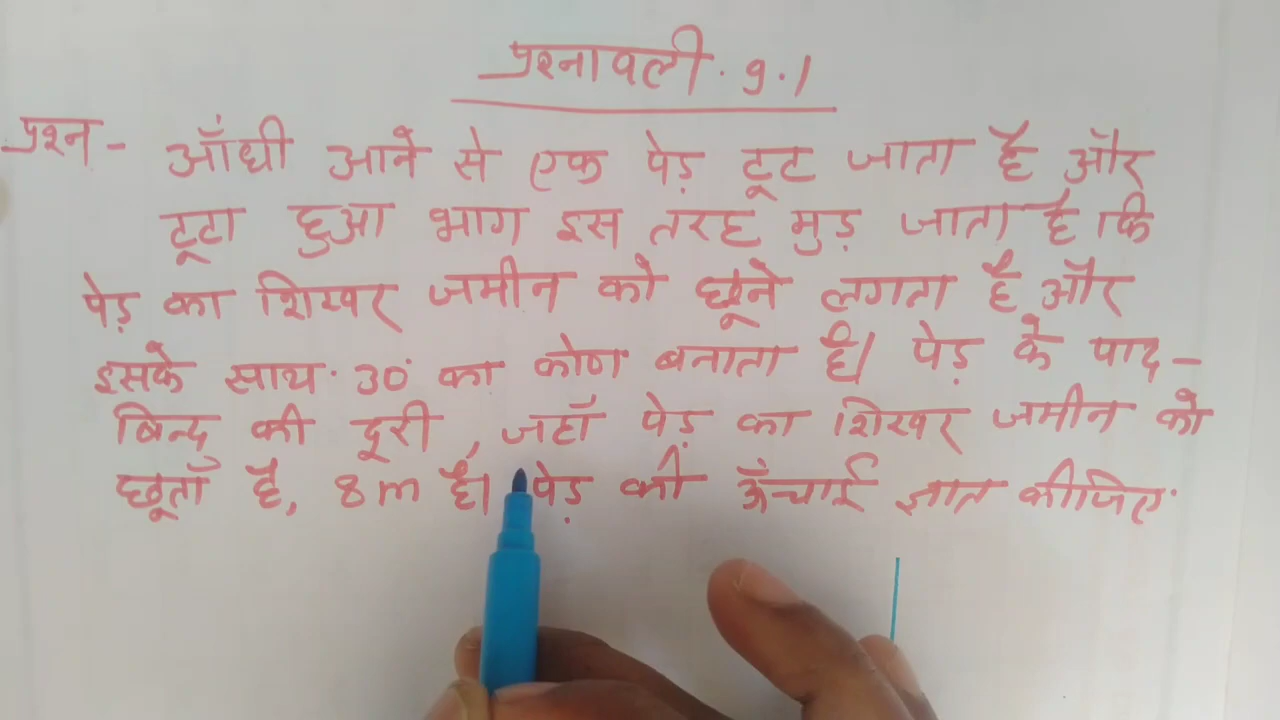 प्रश्नावली. 9.1
प्रश्न- आँधी आने से एक पेड़ टूट जाता है और
टूटा हुआ भाग इस तरह मुड़ जाता है कि
पेड़ का शिखर जमीन को छूने लगता है और
इसके साथ 30° का कोण बनाता है। पेड़ के पाद-
बिन्दु की दूरी, जहाँ पेड़ का शिखर जमीन को
छूता है, 8m है। पेड़ की ऊँचाई ज्ञात कीजिए